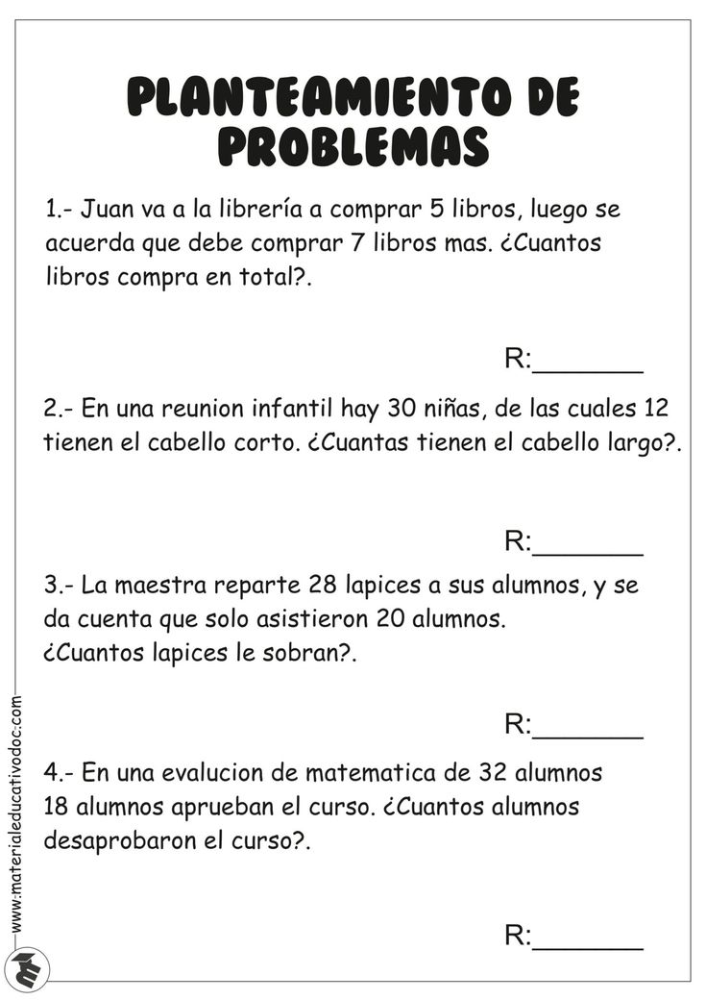 PLANTEAMIENTO DE
PROBLEMAS
1.- Juan va a la librería a comprar 5 libros, luego se
acuerda que debe comprar 7 libros mas. ¿Cuantos
libros compra en total?.
R:_______
2.- En una reunion infantil hay 30 niñas, de las cuales 12
tienen el cabello corto. ¿Cuantas tienen el cabello largo?.
R:_______
3.- La maestra reparte 28 lapices a sus alumnos, y se
da cuenta que solo asistieron 20 alumnos.
¿Cuantos lapices le sobran?.
R:_______
4.- En una evalucion de matematica de 32 alumnos
18 alumnos aprueban el curso. ¿Cuantos alumnos
desaprobaron el curso?.
R:_______
www.materialeducativodoc.com